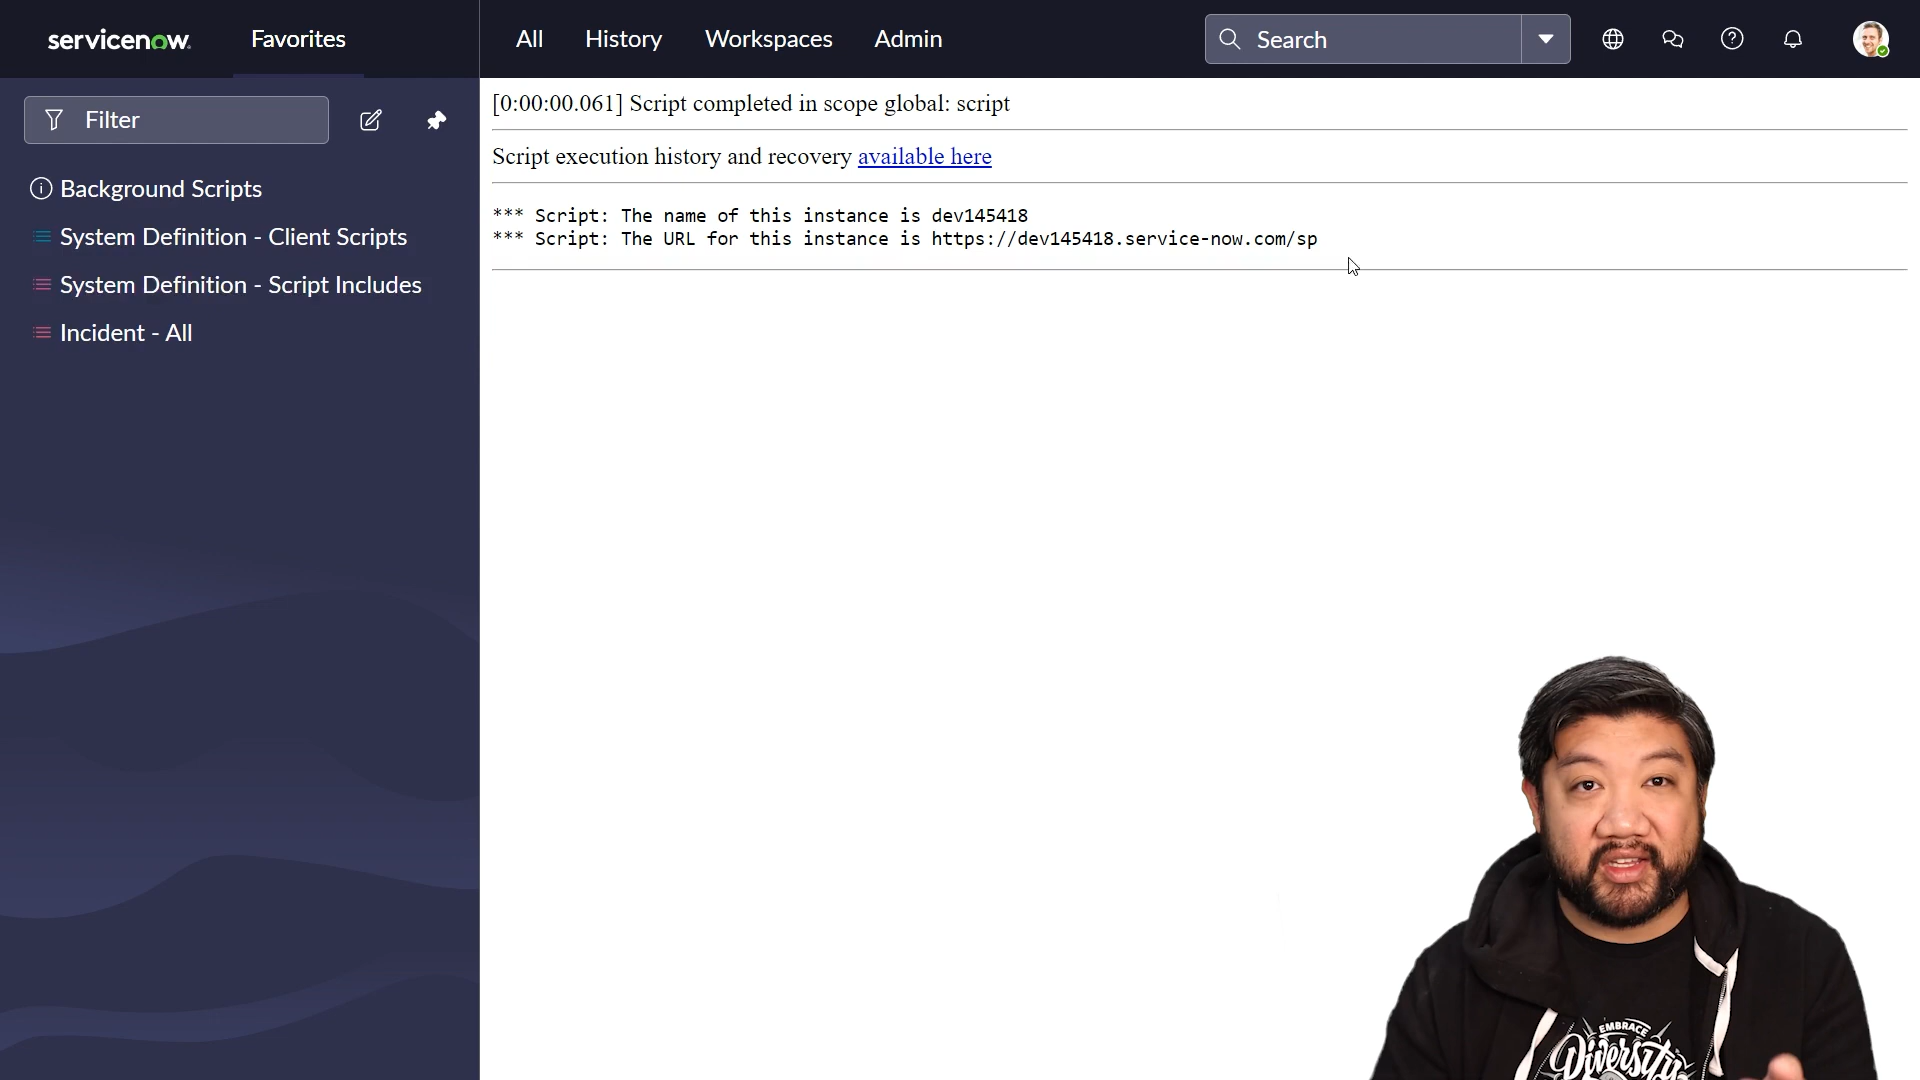 servicenow.
Favorites
All
History
Workspaces
Admin
Search
Filter
Background Scripts
System Definition - Client Scripts
System Definition - Script Includes
Incident - All
[0:00:00.061] Script completed in scope global: script
Script execution history and recovery available here
*** Script: The name of this instance is dev145418
*** Script: The URL for this instance is https://dev145418.service-now.com/sp
EMBRACE
Diversity